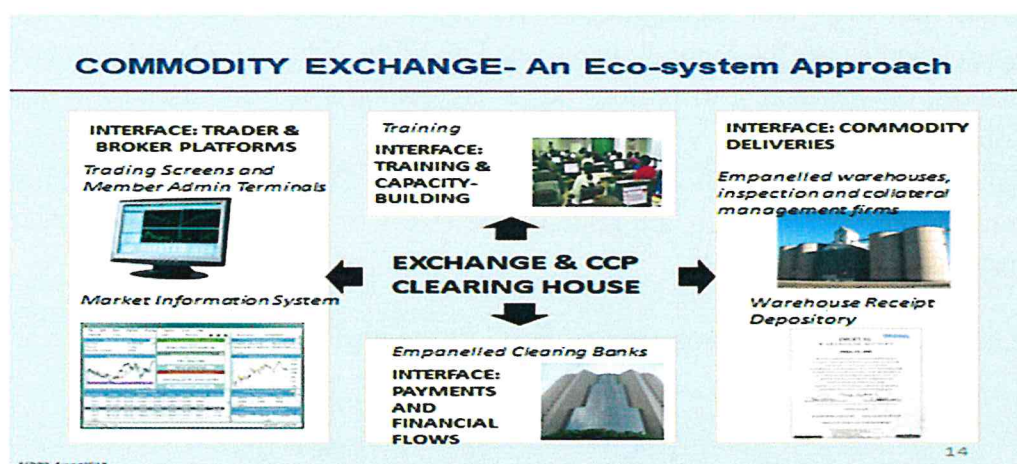 COMMODITY EXCHANGE- An Eco-system Approach
INTERFACE: TRADER &
BROKER PLATFORMS
Trading Screens and
Member Admin Terminals
Market Information System
Training
INTERFACE:
TRAINING &
CAPACITY-
BUILDING
EXCHANGE & CCP
CLEARING HOUSE
Empanelled Clearing Banks
INTERFACE:
PAYMENTS
AND
FINANCIAL
FLOWS
INTERFACE: COMMODITY
DELIVERIES
Empanelled warehouses,
inspection and collateral
management firms
Warehouse Receipt
Depository
14